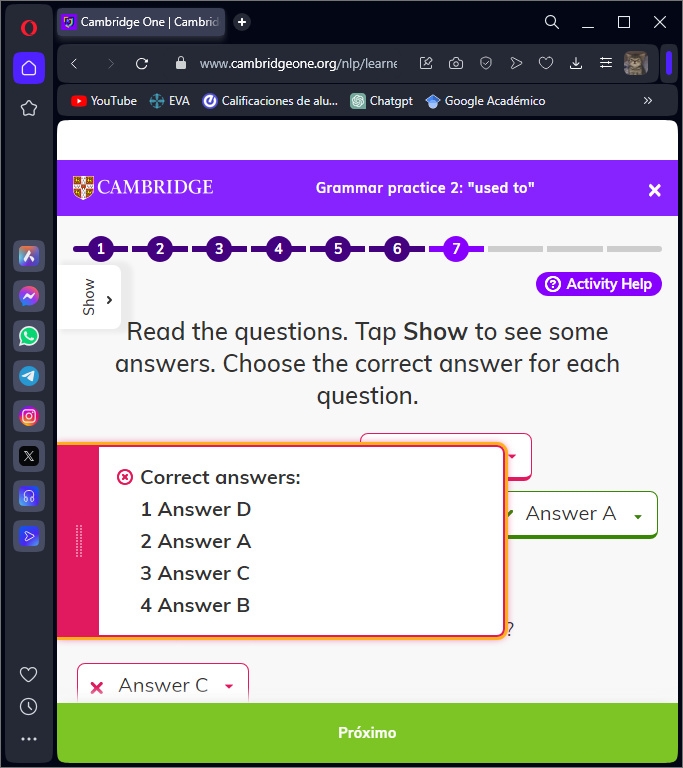 Cambridge One | Cambrid
www.cambridgeone.org/nlp/learne
YouTube
EVA
Calificaciones de alu...
Chatgpt
Google Académico
CAMBRIDGE
Grammar practice 2: "used to"
1 2 3 4 5 6 7
Show
Activity Help
Read the questions. Tap Show to see some
answers. Choose the correct answer for each
question.
Correct answers:
1 Answer D
2 Answer A
3 Answer C
4 Answer B
Answer A
?
Answer C
Próximo